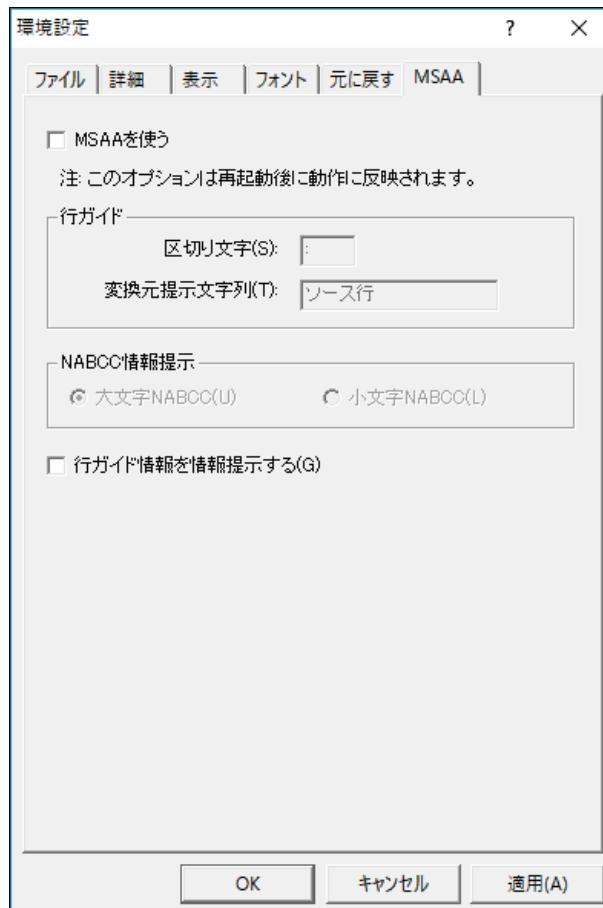 環境設定
ファイル 詳細 表示 フォント 元に戻す MSAA
MSAAを使う
注: このオプションは再起動後に動作に反映されます。
行ガイド
区切り文字(S): :
変換元提示文字列(T): ソース行
NABCC情報提示
大文字NABCC(U) 小文字NABCC(L)
行ガイド情報を情報提示する(G)
OK キャンセル 適用(A)